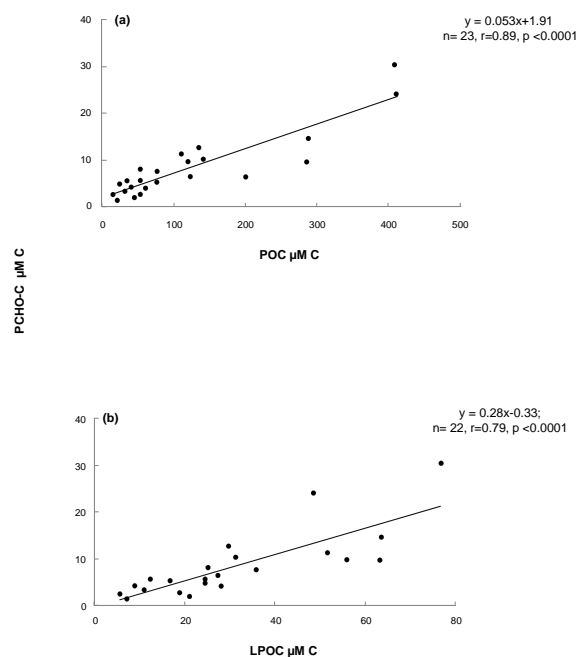 y = 0.053x+1.91
n= 23, r=0.89, p <0.0001
(a)
40
30
20
10
0
0 100 200 300 400 500
POC µM C
PCHO-C µM C
y = 0.28x-0.33;
n= 22, r=0.79, p <0.0001
(b)
40
30
20
10
0
0 20 40 60 80
LPOC µM C